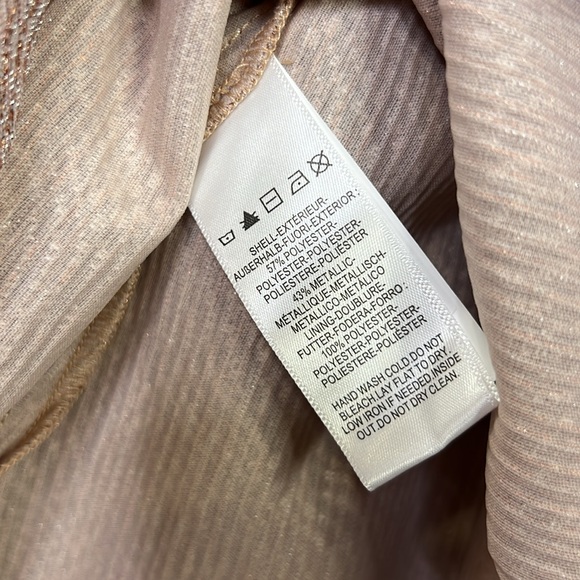 SHELL-EXTÉRIEUR-
AUßERHALB-FUORI-EXTERIOR :
57% POLYESTER-
POLYESTER-POLYESTER-
POLIESTERE-POLIÉSTER
43% METALLIC-
MÉTALLIQUE-METALLISCH-
METALLICO-METÁLICO
LINING-DOUBLURE-
FUTTER-FODERA-FORRO :
100% POLYESTER-
POLYESTER-POLYESTER-
POLIESTERE-POLIÉSTER
HAND WASH COLD.DO NOT
BLEACH LAY FLAT TO DRY.
LOW IRON IF NEEDED INSIDE
OUT.DO NOT DRY CLEAN.